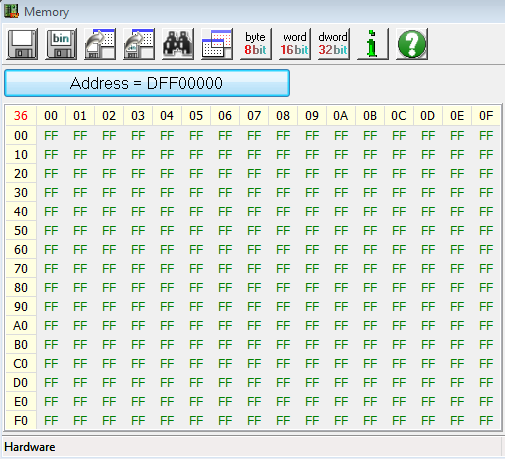 Memory
bin byte 8bit word 16bit dword 32bit i ?
Address = DFF00000
36 00 01 02 03 04 05 06 07 08 09 0A 0B 0C 0D 0E 0F
00 FF FF FF FF FF FF FF FF FF FF FF FF FF FF FF FF
10 FF FF FF FF FF FF FF FF FF FF FF FF FF FF FF FF
20 FF FF FF FF FF FF FF FF FF FF FF FF FF FF FF FF
30 FF FF FF FF FF FF FF FF FF FF FF FF FF FF FF FF
40 FF FF FF FF FF FF FF FF FF FF FF FF FF FF FF FF
50 FF FF FF FF FF FF FF FF FF FF FF FF FF FF FF FF
60 FF FF FF FF FF FF FF FF FF FF FF FF FF FF FF FF
70 FF FF FF FF FF FF FF FF FF FF FF FF FF FF FF FF
80 FF FF FF FF FF FF FF FF FF FF FF FF FF FF FF FF
90 FF FF FF FF FF FF FF FF FF FF FF FF FF FF FF FF
A0 FF FF FF FF FF FF FF FF FF FF FF FF FF FF FF FF
B0 FF FF FF FF FF FF FF FF FF FF FF FF FF FF FF FF
C0 FF FF FF FF FF FF FF FF FF FF FF FF FF FF FF FF
D0 FF FF FF FF FF FF FF FF FF FF FF FF FF FF FF FF
E0 FF FF FF FF FF FF FF FF FF FF FF FF FF FF FF FF
F0 FF FF FF FF FF FF FF FF FF FF FF FF FF FF FF FF
Hardware